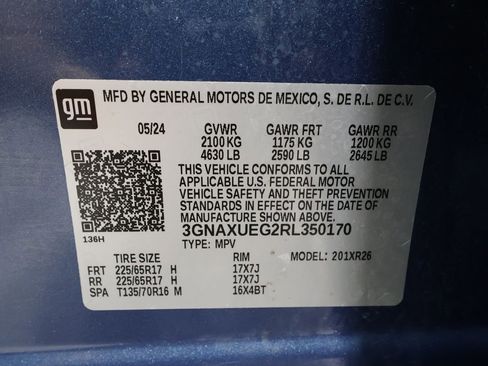 gm
MFD BY GENERAL MOTORS DE MEXICO, S. DE R.L. DE C.V.
05/24 GVWR GAWR FRT GAWR RR
2100 KG 1175 KG 1200 KG
4630 LB 2590 LB 2645 LB
THIS VEHICLE CONFORMS TO ALL
APPLICABLE U.S. FEDERAL MOTOR
VEHICLE SAFETY AND THEFT PREVENTION
STANDARDS IN EFFECT ON THE DATE OF
MANUFACTURE SHOWN ABOVE.
3GNAXUEG2RL350170
136H
TYPE: MPV
TIRE SIZE RIM MODEL: 201XR26
FRT 225/65R17 H 17X7J
RR 225/65R17 H 17X7J
SPA T135/70R16 M 16X4BT